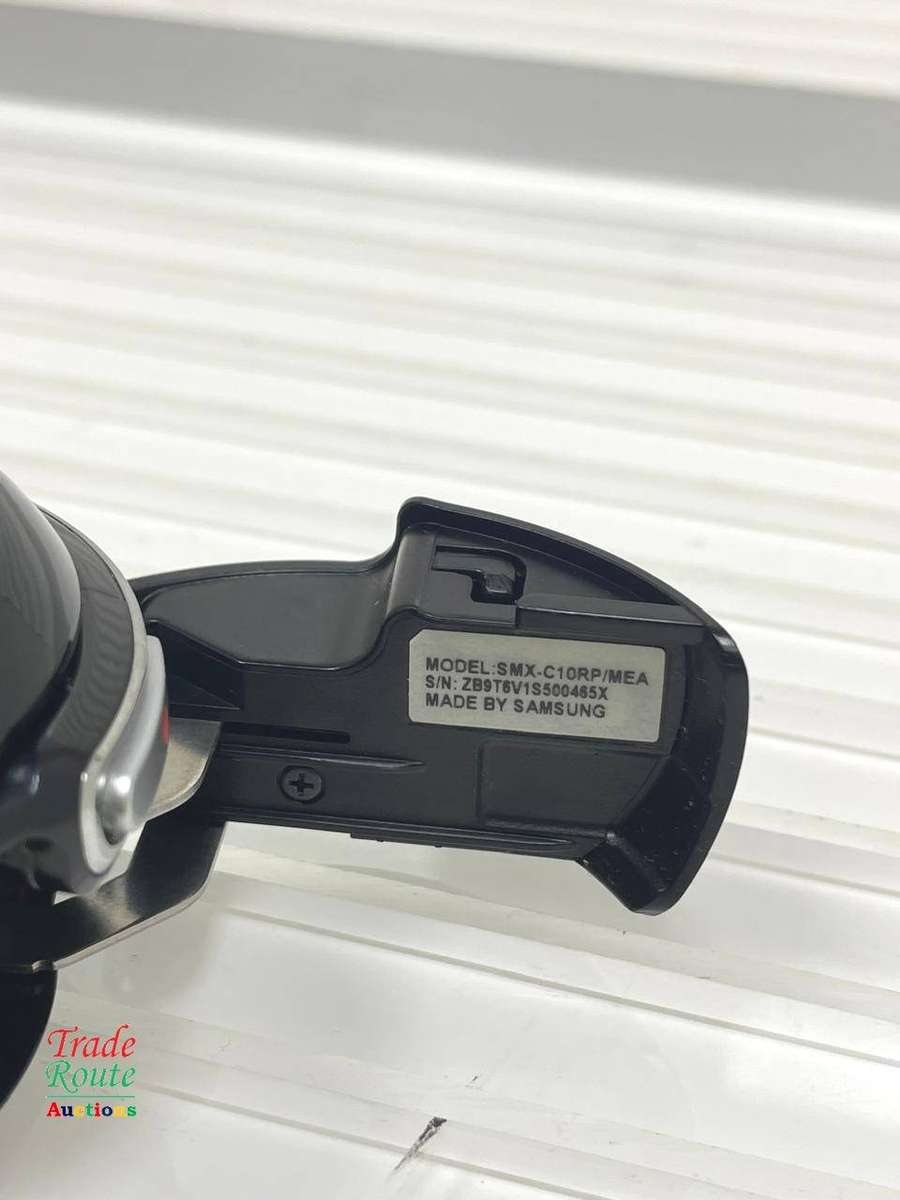 MODEL:SMX-C10RP/MEA
S/N: ZB9T6V1S500465X
MADE BY SAMSUNG
Trade
Route
Auctions